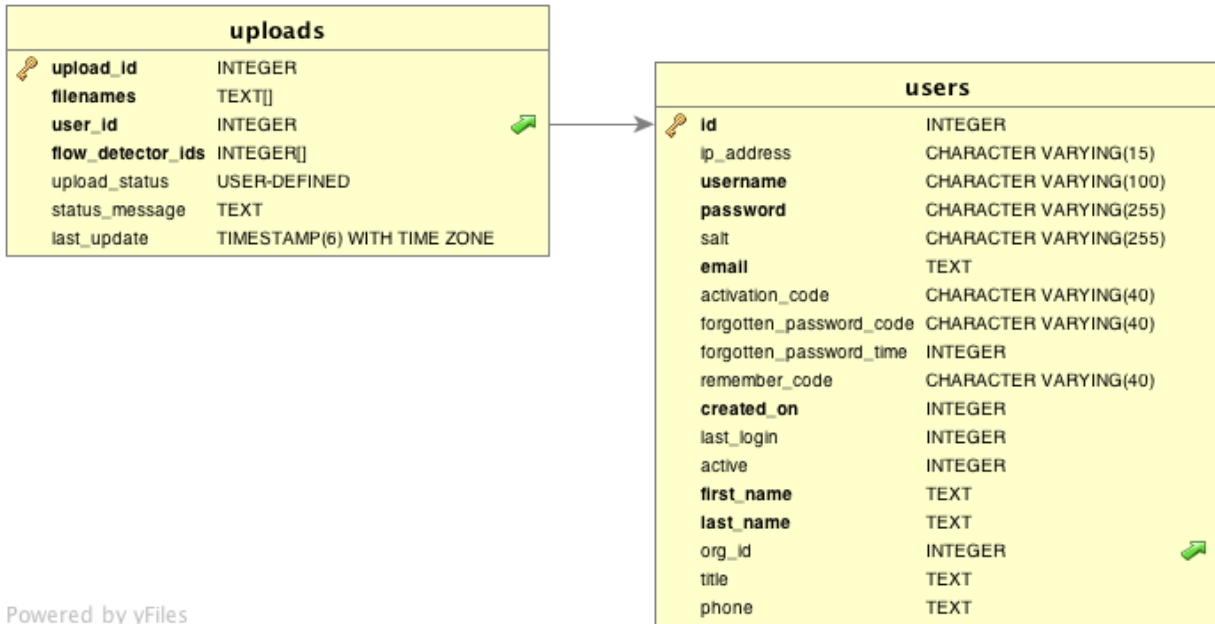 uploads
upload_id INTEGER
filenames TEXT[]
user_id INTEGER
flow_detector_ids INTEGER[]
upload_status USER-DEFINED
status_message TEXT
last_update TIMESTAMP(6) WITH TIME ZONE
users
id INTEGER
ip_address CHARACTER VARYING(15)
username CHARACTER VARYING(100)
password CHARACTER VARYING(255)
salt CHARACTER VARYING(255)
email TEXT
activation_code CHARACTER VARYING(40)
forgotten_password_code CHARACTER VARYING(40)
forgotten_password_time INTEGER
remember_code CHARACTER VARYING(40)
created_on INTEGER
last_login INTEGER
active INTEGER
first_name TEXT
last_name TEXT
org_id INTEGER
title TEXT
phone TEXT
Powered by yFiles